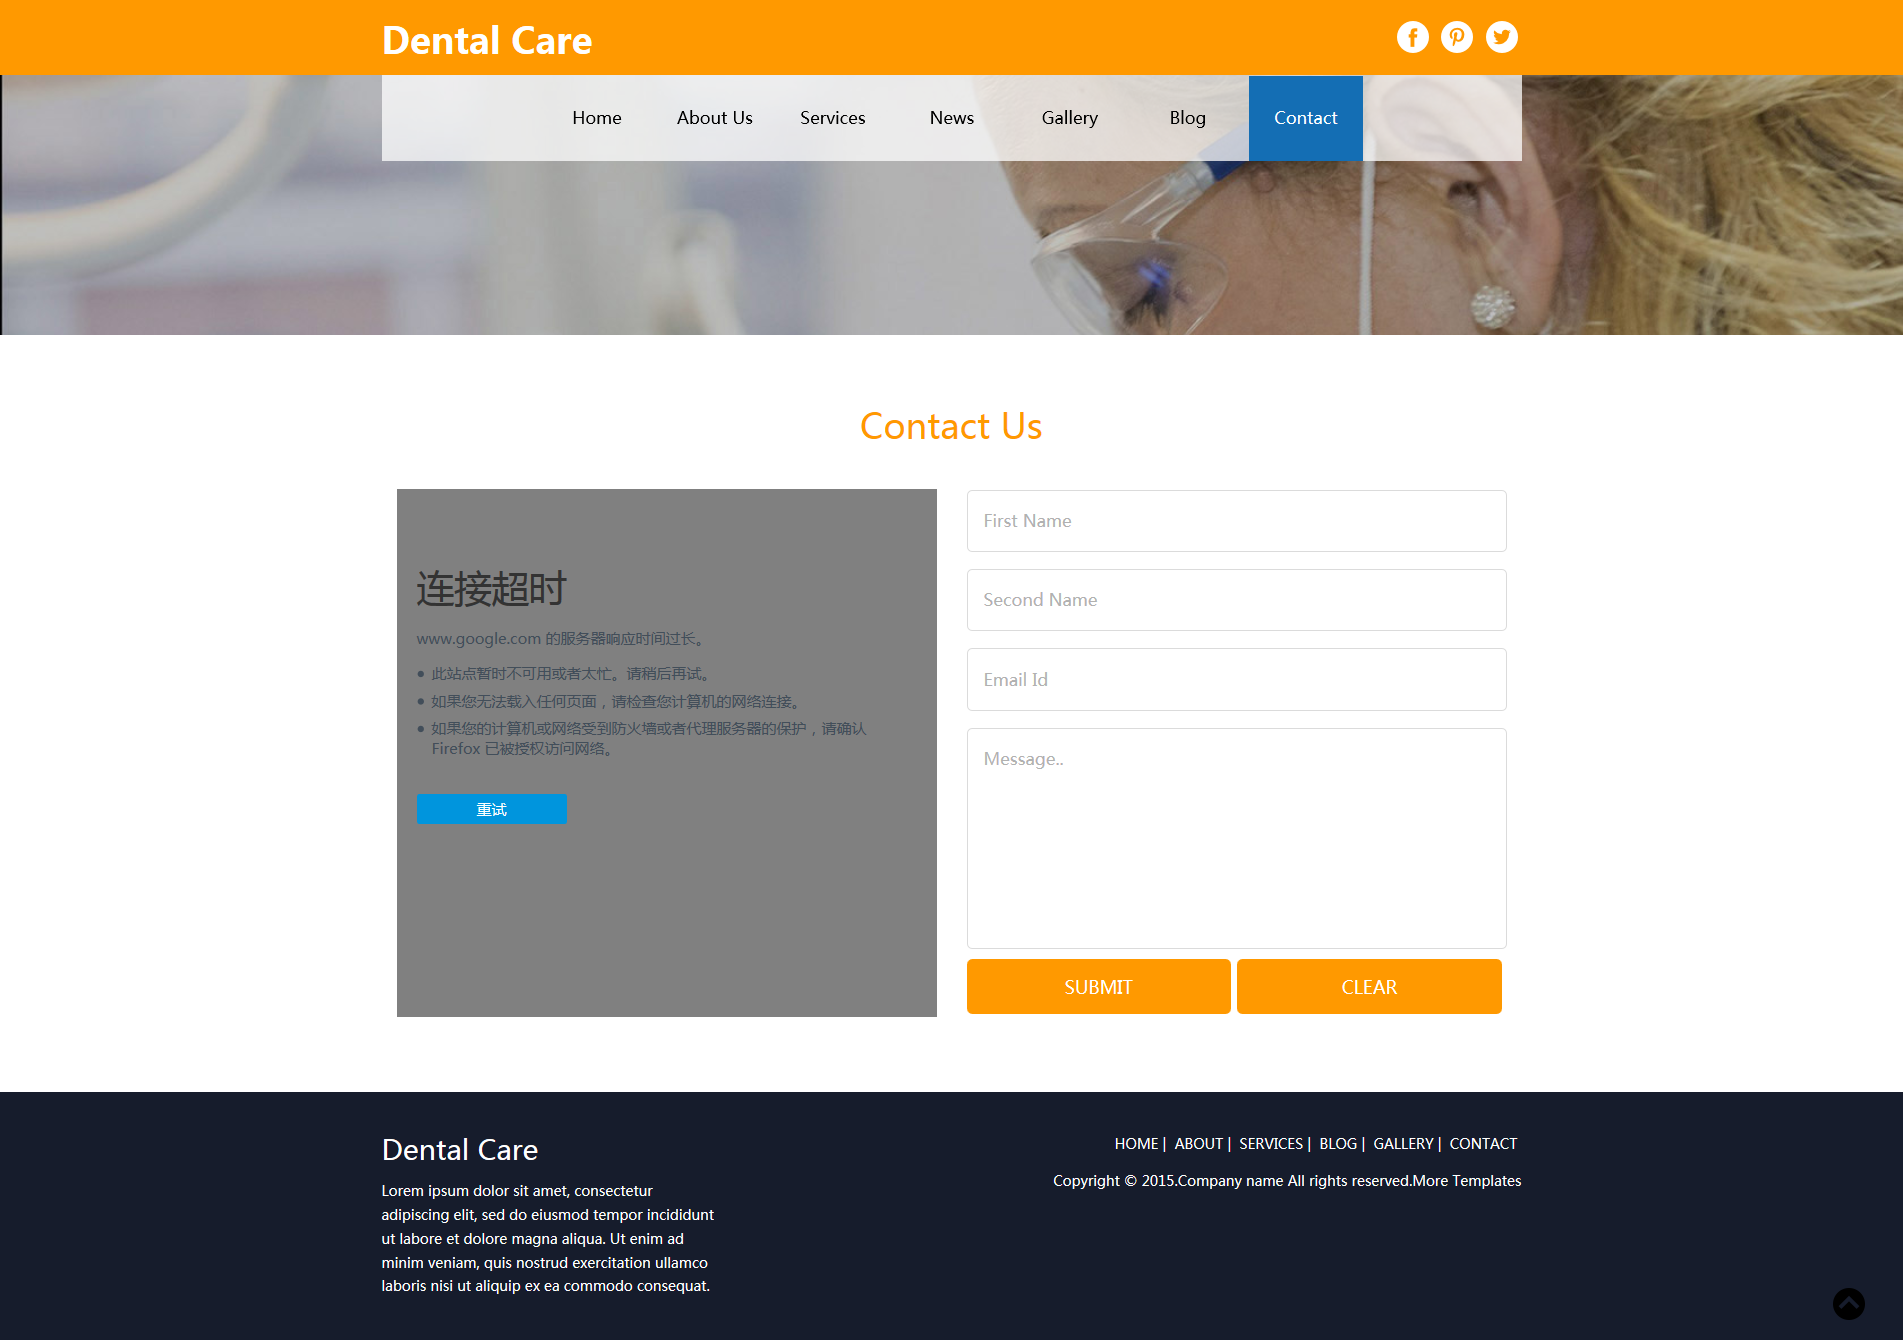 Dental Care
Home About Us Services News Gallery Blog Contact
Contact Us
连接超时
www.google.com 的服务器响应时间过长。
此站点暂时不可用或者太忙。请稍后再试。
如果您无法载入任何页面，请检查您计算机的网络连接。
如果您的计算机或网络受到防火墙或者代理服务器的保护，请确认
Firefox 已被授权访问网络。
重试
First Name
Second Name
Email Id
Message..
SUBMIT CLEAR
Dental Care
Lorem ipsum dolor sit amet, consectetur
adipiscing elit, sed do eiusmod tempor incididunt
ut labore et dolore magna aliqua. Ut enim ad
minim veniam, quis nostrud exercitation ullamco
laboris nisi ut aliquip ex ea commodo consequat.
HOME | ABOUT | SERVICES | BLOG | GALLERY | CONTACT
Copyright © 2015.Company name All rights reserved.More Templates